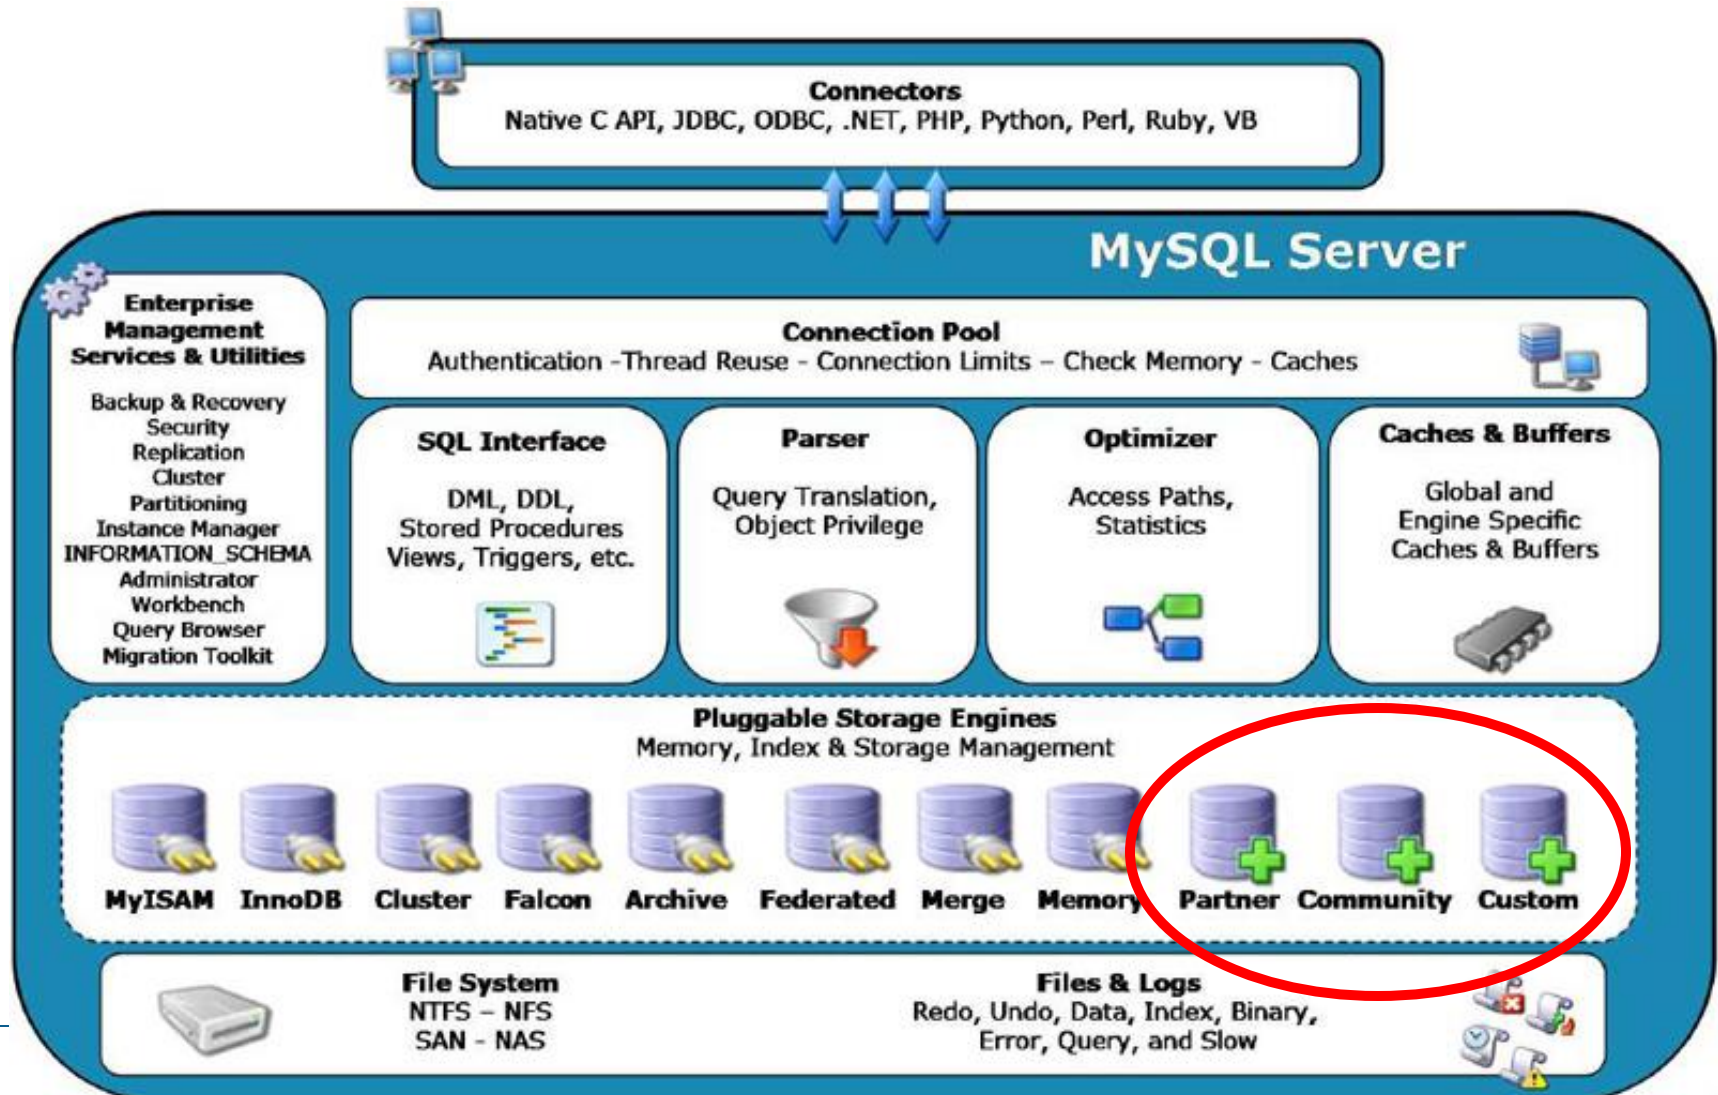 Connectors
Native C API, JDBC, ODBC, .NET, PHP, Python, Perl, Ruby, VB
MySQL Server
Enterprise
Management
Services & Utilities
Backup & Recovery
Security
Replication
Cluster
Partitioning
Instance Manager
INFORMATION_SCHEMA
Administrator
Workbench
Query Browser
Migration Toolkit
Connection Pool
Authentication -Thread Reuse - Connection Limits – Check Memory - Caches
SQL Interface
DML, DDL,
Stored Procedures
Views, Triggers, etc.
Parser
Query Translation,
Object Privilege
Optimizer
Access Paths,
Statistics
Caches & Buffers
Global and
Engine Specific
Caches & Buffers
Pluggable Storage Engines
Memory, Index & Storage Management
MyISAM InnoDB Cluster Falcon Archive Federated Merge Memory Partner Community Custom
File System
NTFS – NFS
SAN - NAS
Files & Logs
Redo, Undo, Data, Index, Binary,
Error, Query, and Slow